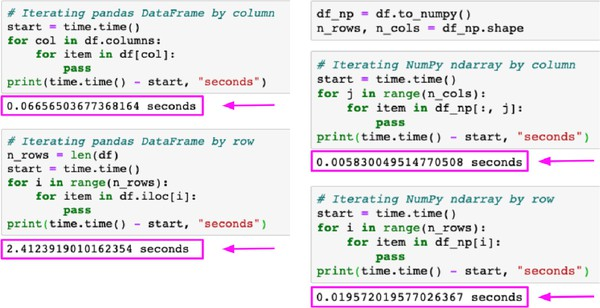 # Iterating pandas DataFrame by column
start = time.time()
for col in df.columns:
    for item in df[col]:
        pass
print(time.time() - start, "seconds")
0.06656503677368164 seconds
# Iterating pandas DataFrame by row
n_rows = len(df)
start = time.time()
for i in range(n_rows):
    for item in df.iloc[i]:
        pass
print(time.time() - start, "seconds")
2.4123919010162354 seconds
df_np = df.to_numpy()
n_rows, n_cols = df_np.shape
# Iterating NumPy ndarray by column
start = time.time()
for j in range(n_cols):
    for item in df_np[:, j]:
        pass
print(time.time() - start, "seconds")
0.005830049514770508 seconds
# Iterating NumPy ndarray by row
start = time.time()
for i in range(n_rows):
    for item in df_np[i]:
        pass
print(time.time() - start, "seconds")
0.019572019577026367 seconds